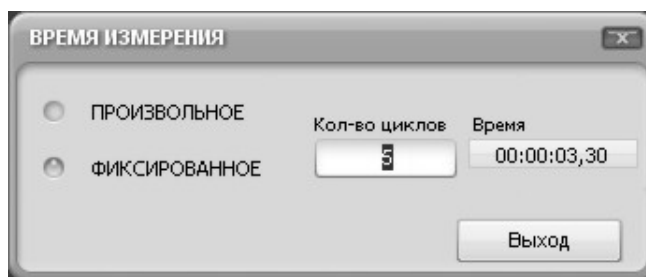 ВРЕМЯ ИЗМЕРЕНИЯ
ПРОИЗВОЛЬНОЕ
ФИКСИРОВАННОЕ
Кол-во циклов Время
5 00:00:03,30
Выход